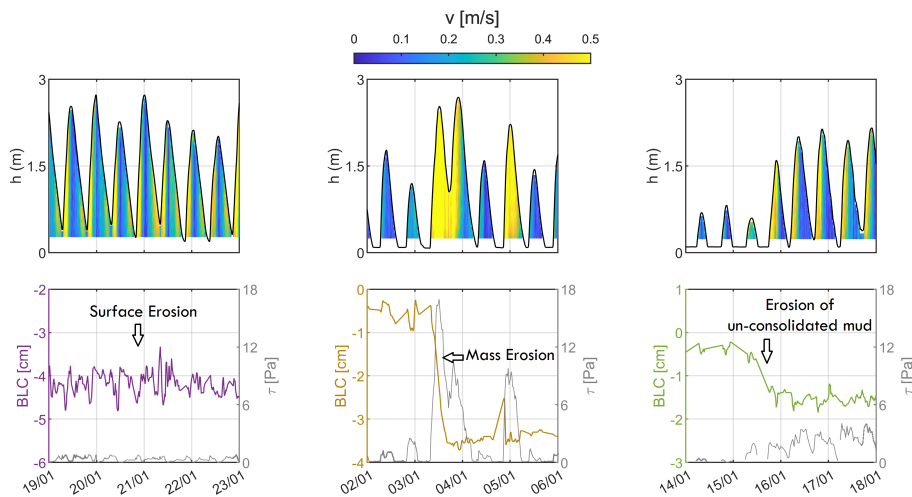 v [m/s]
0 0.1 0.2 0.3 0.4 0.5
3
1.5
0
h (m)
3
1.5
0
h (m)
3
1.5
0
h (m)
-2
-3
-4
-5
-6
BLC [cm]
Surface Erosion
18
12
6
0
τ [Pa]
19/01 20/01 21/01 22/01 23/01
0
-1
-2
-3
-4
BLC [cm]
Mass Erosion
18
12
6
0
τ [Pa]
02/01 03/01 04/01 05/01 06/01
1
0
-1
-2
-3
BLC [cm]
Erosion of
un-consolidated mud
18
12
6
0
τ [Pa]
14/01 15/01 16/01 17/01 18/01